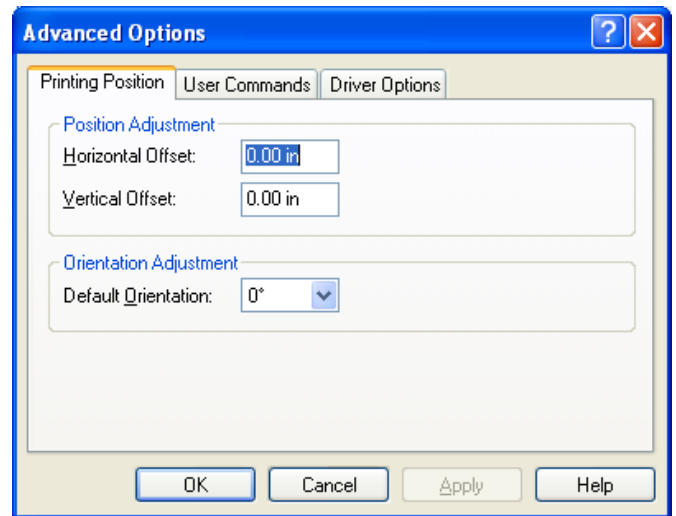 Advanced Options
Printing Position User Commands Driver Options
Position Adjustment
Horizontal Offset: 0.00 in
Vertical Offset: 0.00 in
Orientation Adjustment
Default Orientation: 0°
OK Cancel Apply Help